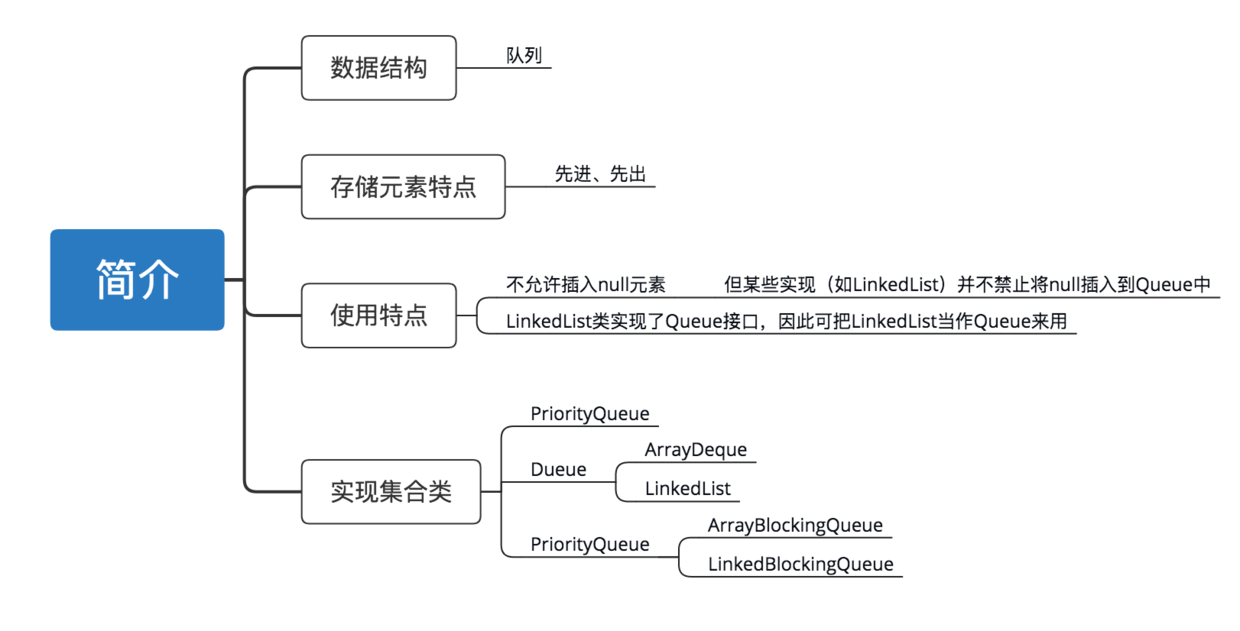 简介
数据结构
队列
存储元素特点
先进、先出
使用特点
不允许插入null元素
但某些实现（如LinkedList）并不禁止将null插入到Queue中
LinkedList类实现了Queue接口，因此可把LinkedList当作Queue来用
实现集合类
PriorityQueue
Dueue
ArrayDeque
LinkedList
PriorityQueue
ArrayBlockingQueue
LinkedBlockingQueue